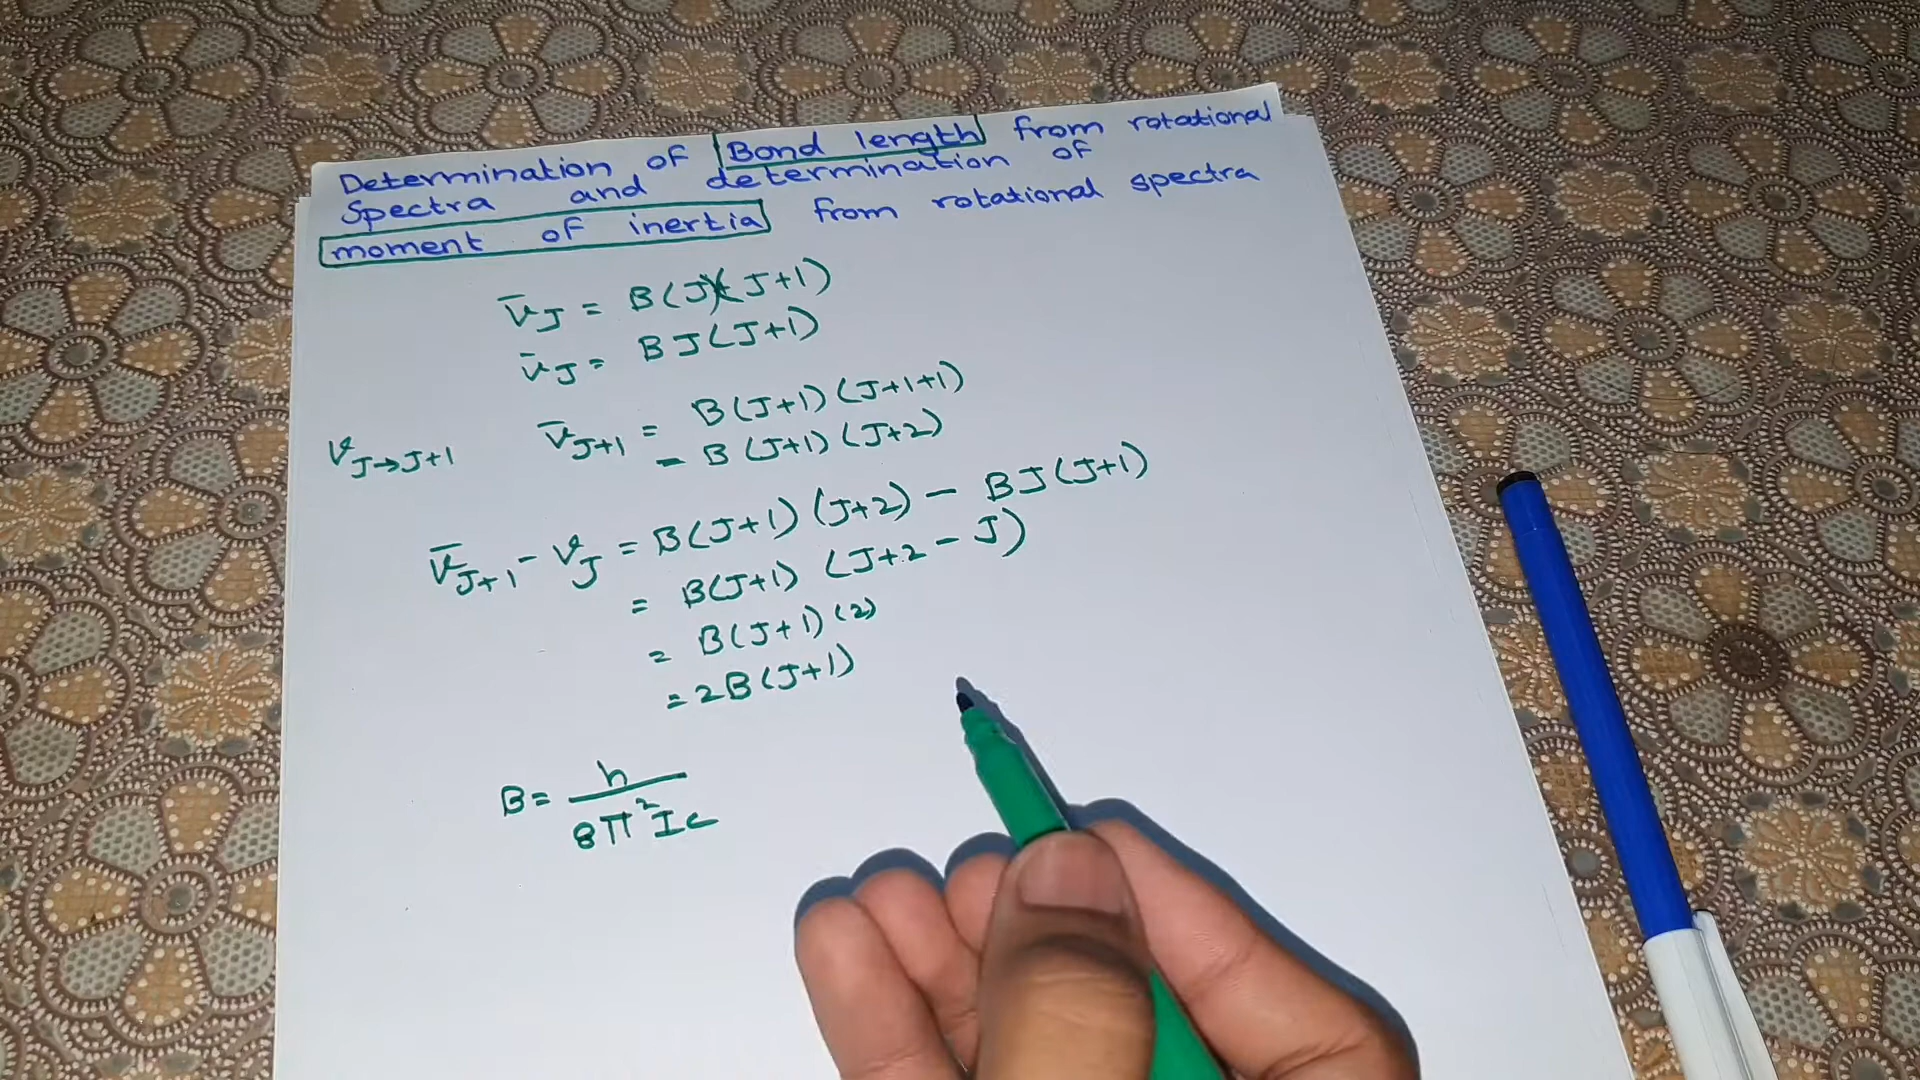 Determination of Bond length from rotational
Spectra and determination of
moment of inertia from rotational spectra
ν̄J = B(J)(J+1)
ν̄J = BJ(J+1)
νJ→J+1 ν̄J+1 = B(J+1)(J+1+1)
= B(J+1)(J+2)
ν̄J+1 - νJ = B(J+1)(J+2) - BJ(J+1)
= B(J+1)(J+2-J)
= B(J+1)(2)
= 2B(J+1)
B = h / 8π²Ic